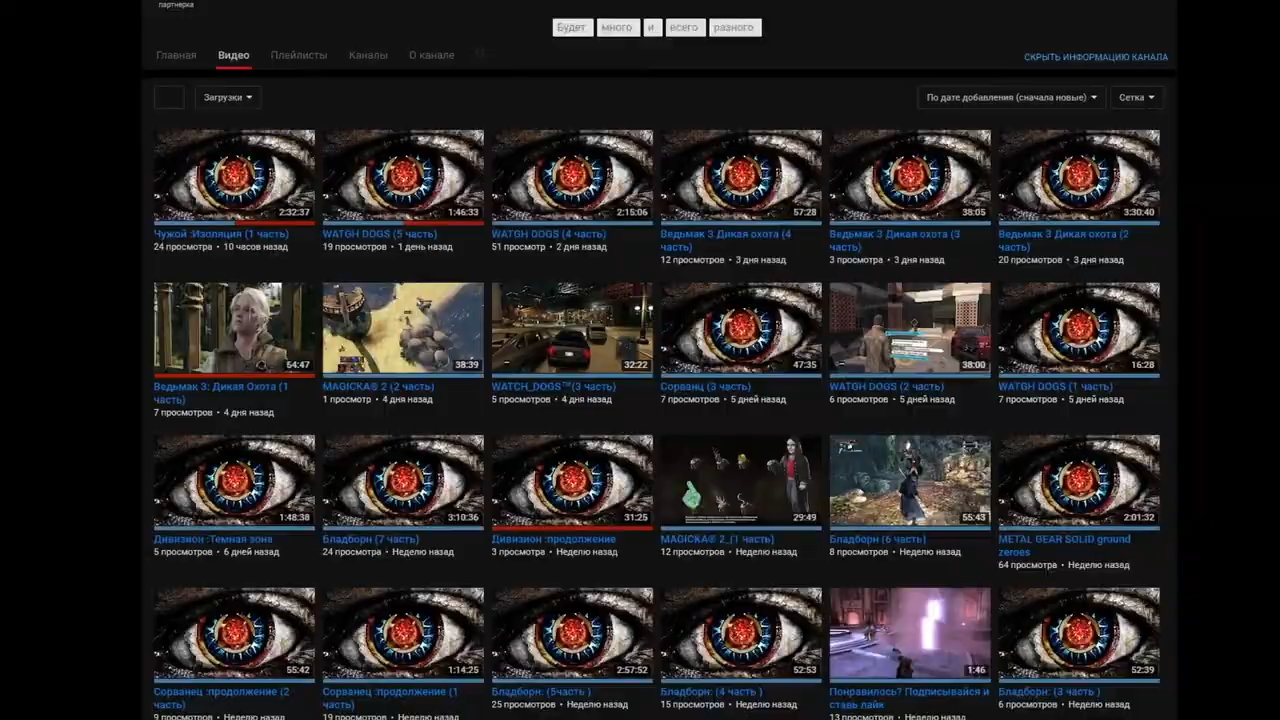 партнерка
Будет много и всего разного
Главная Видео Плейлисты Каналы О канале
СКРЫТЬ ИНФОРМАЦИЮ КАНАЛА
Загрузки По дате добавления (сначала новые) Сетка
2:32:37 1:46:33 2:15:06 57:28 38:05 3:30:40
Чужой :Изоляция (1 часть) WATGH DOGS (5 часть) WATGH DOGS (4 часть) Ведьмак 3 Дикая охота (4 Ведьмак 3 Дикая охота (3 Ведьмак 3 Дикая охота (2
24 просмотра • 10 часов назад 19 просмотров • 1 день назад 51 просмотр • 2 дня назад часть) часть) часть)
12 просмотров • 3 дня назад 3 просмотра • 3 дня назад 20 просмотров • 3 дня назад
54:47 38:39 32:22 47:35 38:00 16:28
Ведьмак 3: Дикая Охота (1 MAGICKA® 2 (2 часть) WATCH_DOGS™(3 часть) Сорванц (3 часть) WATGH DOGS (2 часть) WATGH DOGS (1 часть)
часть) 1 просмотр • 4 дня назад 5 просмотров • 4 дня назад 7 просмотров • 5 дней назад 6 просмотров • 5 дней назад 7 просмотров • 5 дней назад
7 просмотров • 4 дня назад
1:48:38 3:10:36 31:25 29:49 55:43 2:01:32
Дивизион :Темная зона Бладборн (7 часть) Дивизион :продолжение MAGICKA® 2_(1 часть) Бладборн (6 часть) METAL GEAR SOLID ground
5 просмотров • 6 дней назад 24 просмотра • Неделю назад 3 просмотра • Неделю назад 12 просмотров • Неделю назад 8 просмотров • Неделю назад zeroes
64 просмотра • Неделю назад
55:42 1:14:25 2:57:52 52:53 1:46 52:39
Сорванец :продолжение (2 Сорванец :продолжение (1 Бладборн: (5часть ) Бладборн: (4 часть ) Понравилось? Подписывайся и Бладборн: (3 часть )
часть) часть) 25 просмотров • Неделю назад 15 просмотров • Неделю назад ставь лайк 6 просмотров • Неделю назад
9 просмотров • Неделю назад 19 просмотров • Неделю назад 13 просмотров • Неделю назад